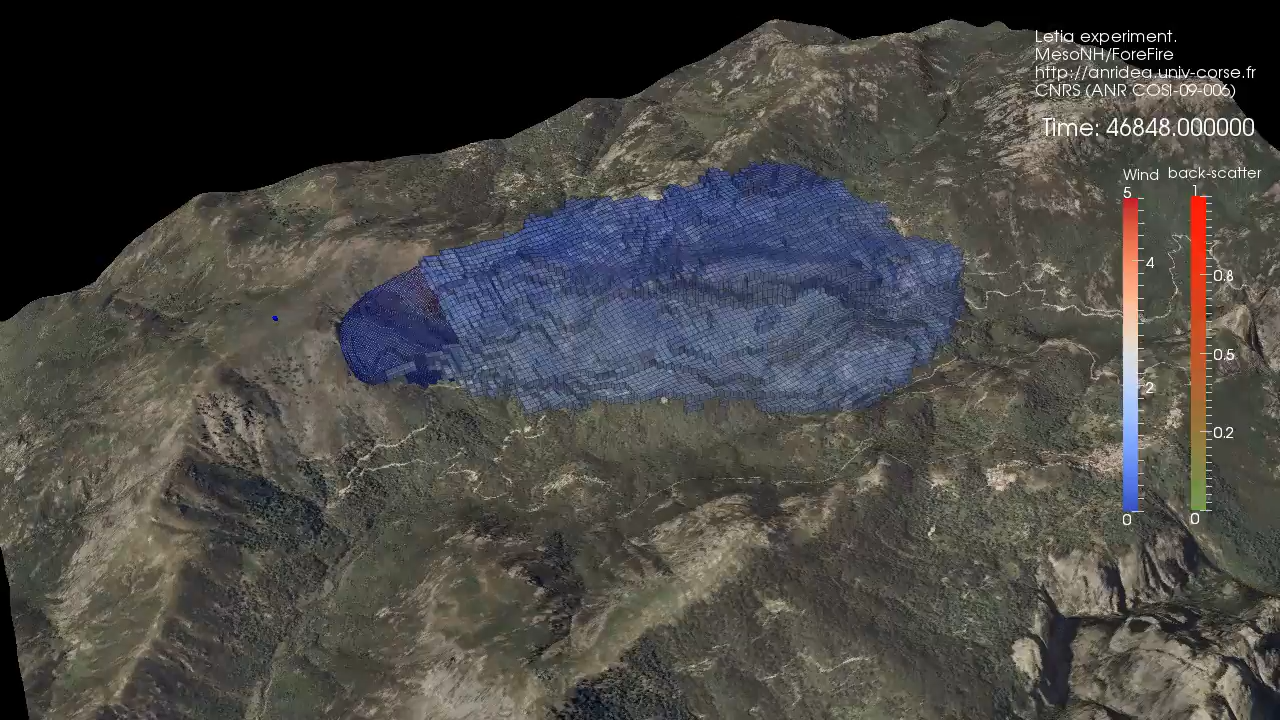 Letia experiment.
MesoNH/ForeFire
http://anridea.univ-corse.fr
CNRS (ANR COSI-09-006)
Time: 46848.000000
Wind back-scatter
5 1
4 0.8
0.5
2
0.2
0 0